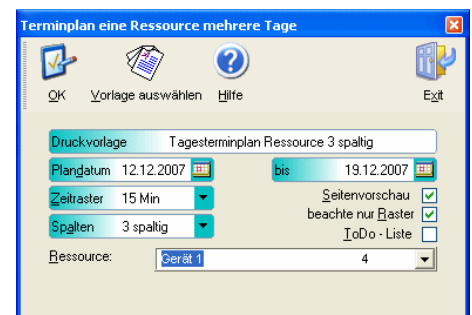 Terminplan eine Ressource mehrere Tage
OK Vorlage auswählen Hilfe Exit
Druckvorlage Tagesterminplan Ressource 3 spaltig
Plandatum 12.12.2007 bis 19.12.2007
Zeitraster 15 Min Seitenvorschau
beachte nur Raster
Spalten 3 spaltig ToDo - Liste
Ressource: Gerät 1 4